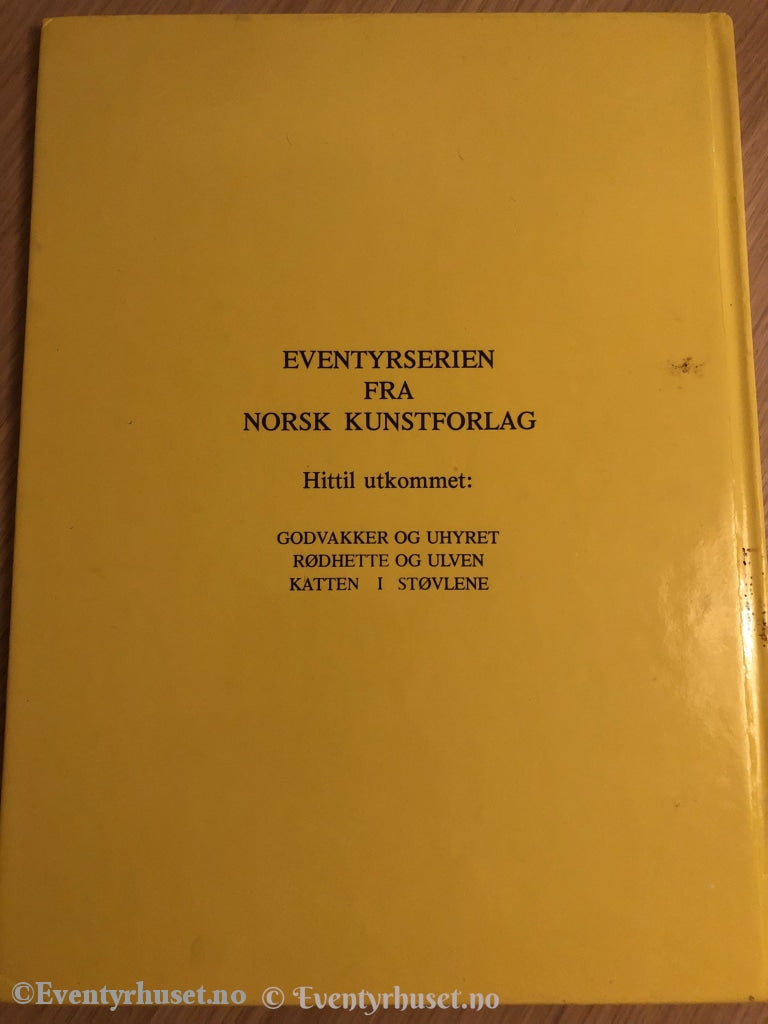 EVENTYRSERIEN
FRA
NORSK KUNSTFORLAG
Hittil utkommet:
GODVAKKER OG UHYRET
RØDHETTE OG ULVEN
KATTEN I STØVLENE
©Eventyrhuset.no © Eventyrhuset.no